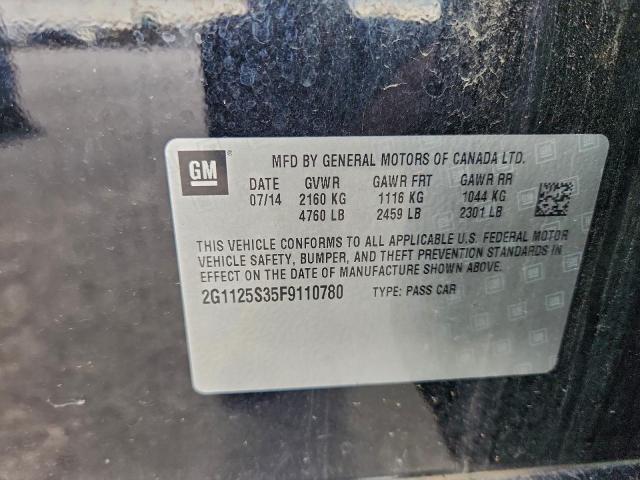 GM® MFD BY GENERAL MOTORS OF CANADA LTD.
DATE GVWR GAWR FRT GAWR RR
07/14 2160 KG 1116 KG 1044 KG
4760 LB 2459 LB 2301 LB
THIS VEHICLE CONFORMS TO ALL APPLICABLE U.S. FEDERAL MOTOR
VEHICLE SAFETY, BUMPER, AND THEFT PREVENTION STANDARDS IN
EFFECT ON THE DATE OF MANUFACTURE SHOWN ABOVE.
2G1125S35F9110780 TYPE: PASS CAR